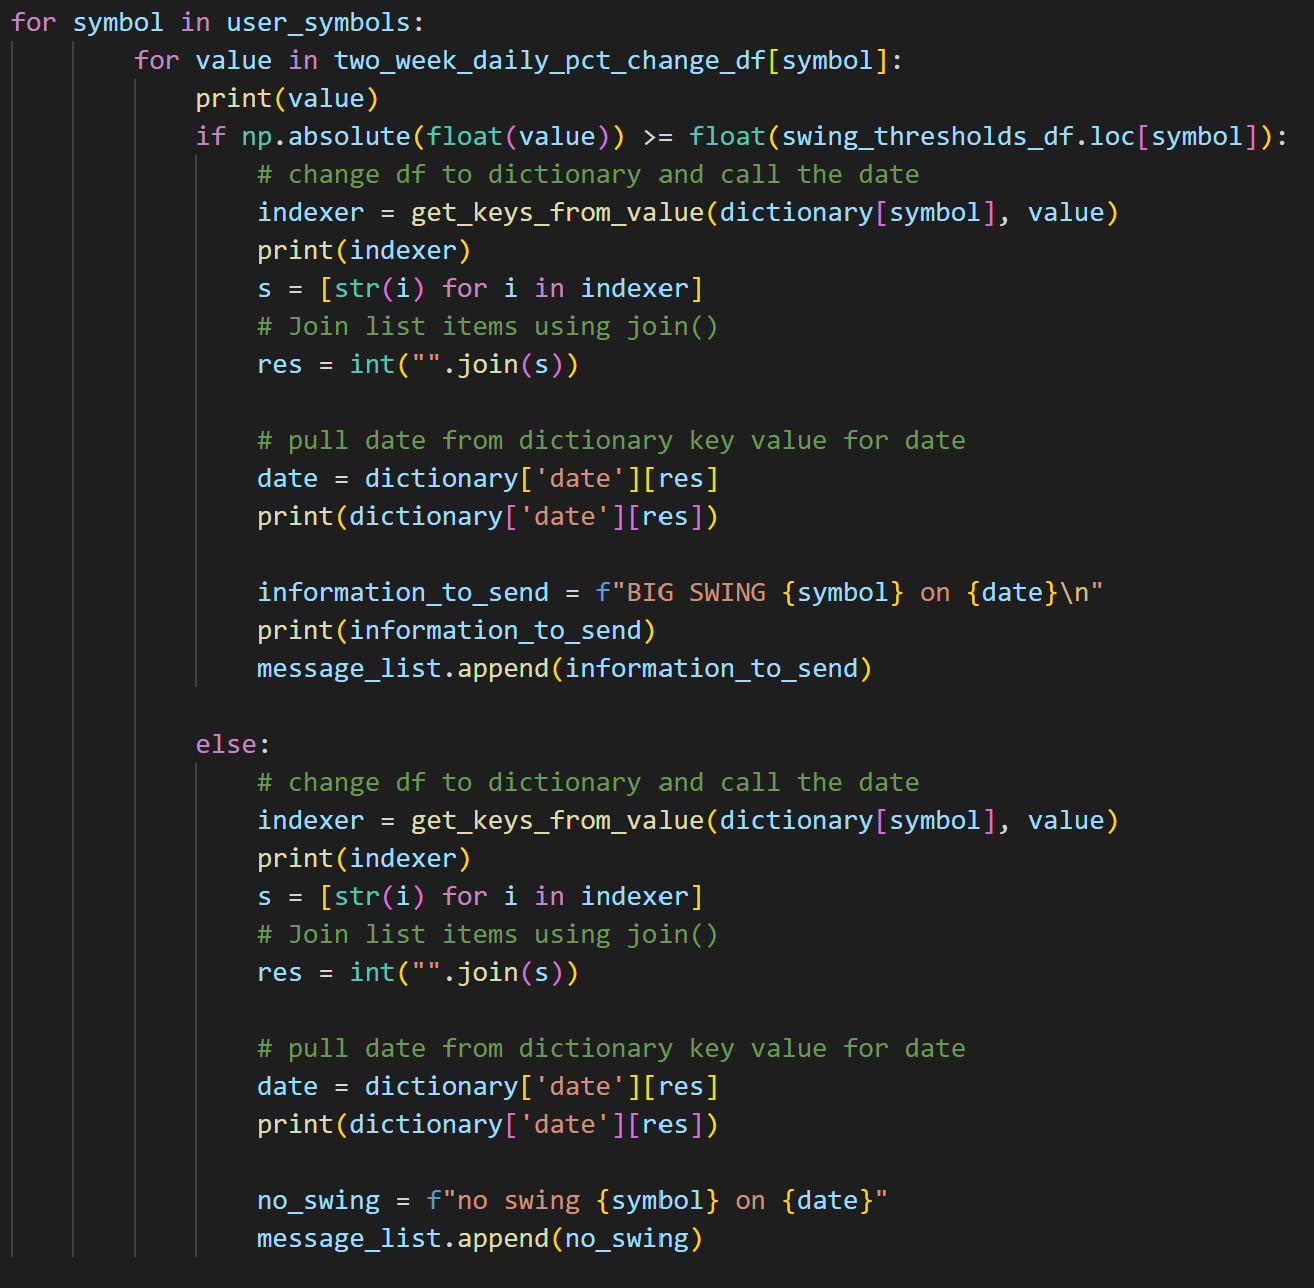 for symbol in user_symbols:
        for value in two_week_daily_pct_change_df[symbol]:
            print(value)
            if np.absolute(float(value)) >= float(swing_thresholds_df.loc[symbol]):
                # change df to dictionary and call the date
                indexer = get_keys_from_value(dictionary[symbol], value)
                print(indexer)
                s = [str(i) for i in indexer]
                # Join list items using join()
                res = int("".join(s))

                # pull date from dictionary key value for date
                date = dictionary['date'][res]
                print(dictionary['date'][res])

                information_to_send = f"BIG SWING {symbol} on {date}\n"
                print(information_to_send)
                message_list.append(information_to_send)

            else:
                # change df to dictionary and call the date
                indexer = get_keys_from_value(dictionary[symbol], value)
                print(indexer)
                s = [str(i) for i in indexer]
                # Join list items using join()
                res = int("".join(s))

                # pull date from dictionary key value for date
                date = dictionary['date'][res]
                print(dictionary['date'][res])

                no_swing = f"no swing {symbol} on {date}"
                message_list.append(no_swing)